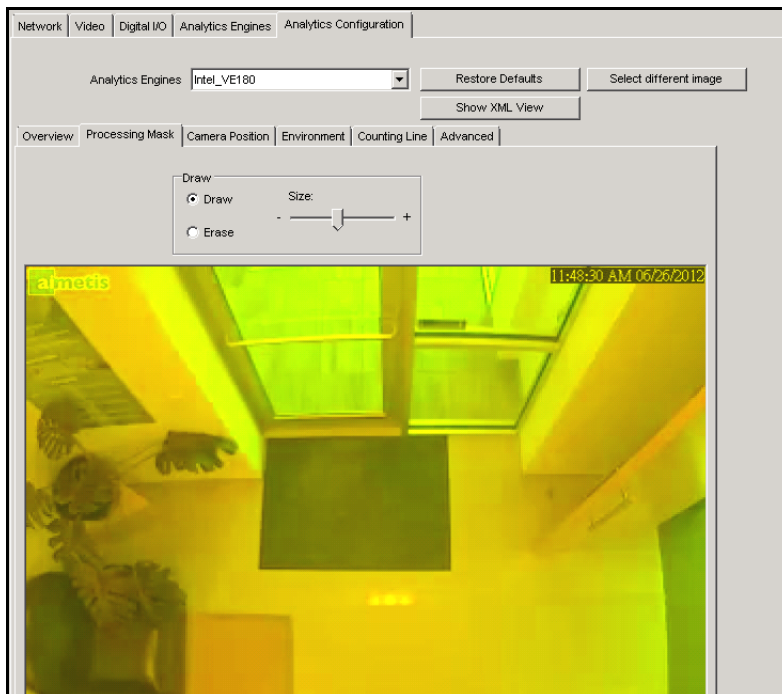 Network Video Digital I/O Analytics Engines Analytics Configuration
Analytics Engines Intel_VE180 Restore Defaults Select different image
Show XML View
Overview Processing Mask Camera Position Environment Counting Line Advanced
Draw
Draw Size:
- +
Erase
aimetis 11:48:30 AM 06/26/2012